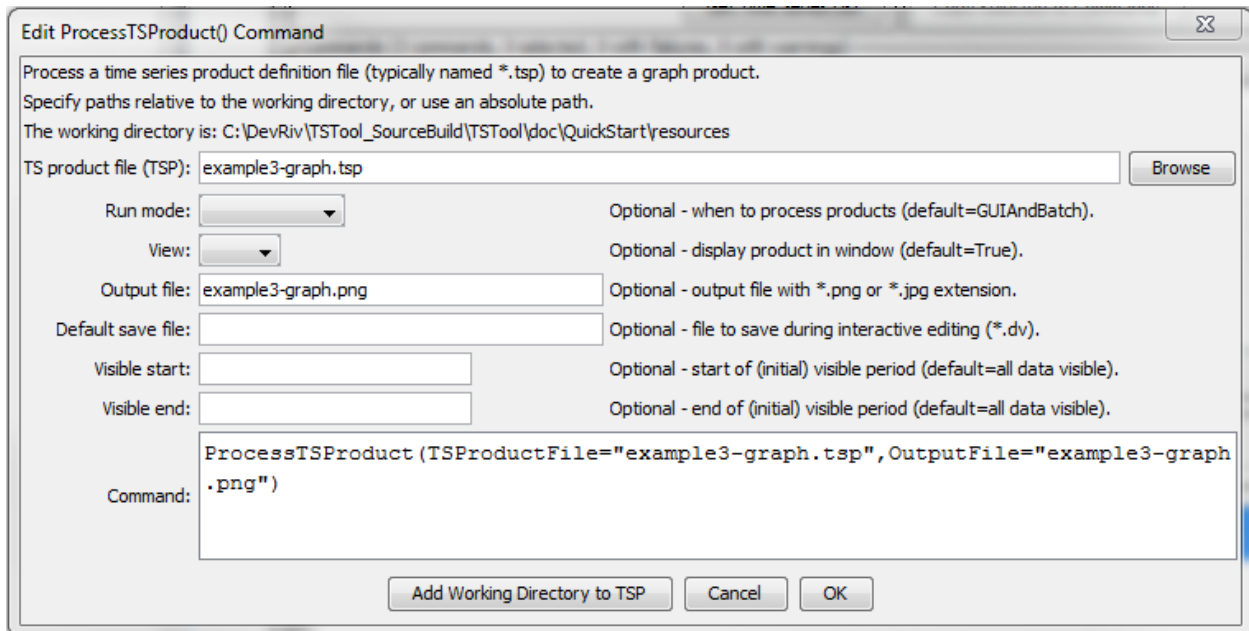 Edit ProcessTSProduct() Command
Process a time series product definition file (typically named *.tsp) to create a graph product.
Specify paths relative to the working directory, or use an absolute path.
The working directory is: C:\DevRiv\TSTool_SourceBuild\TSTool\doc\QuickStart\resources
TS product file (TSP): example3-graph.tsp Browse
Run mode: Optional - when to process products (default=GUIAndBatch).
View: Optional - display product in window (default=True).
Output file: example3-graph.png Optional - output file with *.png or *.jpg extension.
Default save file: Optional - file to save during interactive editing (*.dv).
Visible start: Optional - start of (initial) visible period (default=all data visible).
Visible end: Optional - end of (initial) visible period (default=all data visible).
Command: ProcessTSProduct(TSProductFile="example3-graph.tsp",OutputFile="example3-graph
.png")
Add Working Directory to TSP Cancel OK